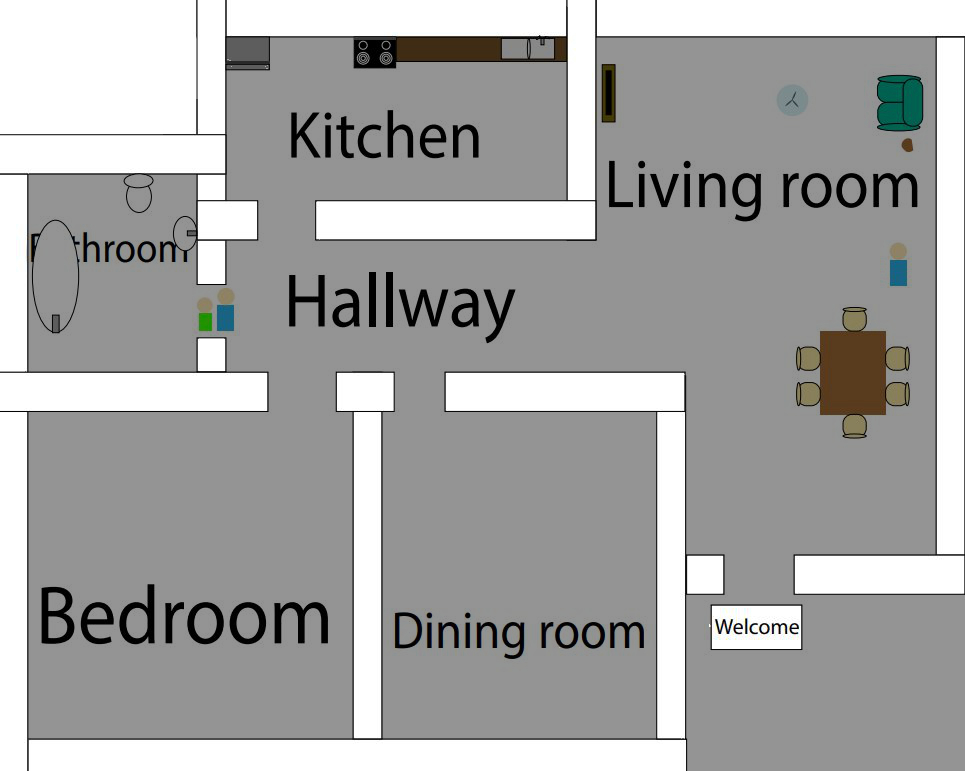 Kitchen
Living room
Bathroom
Hallway
Bedroom
Dining room
Welcome